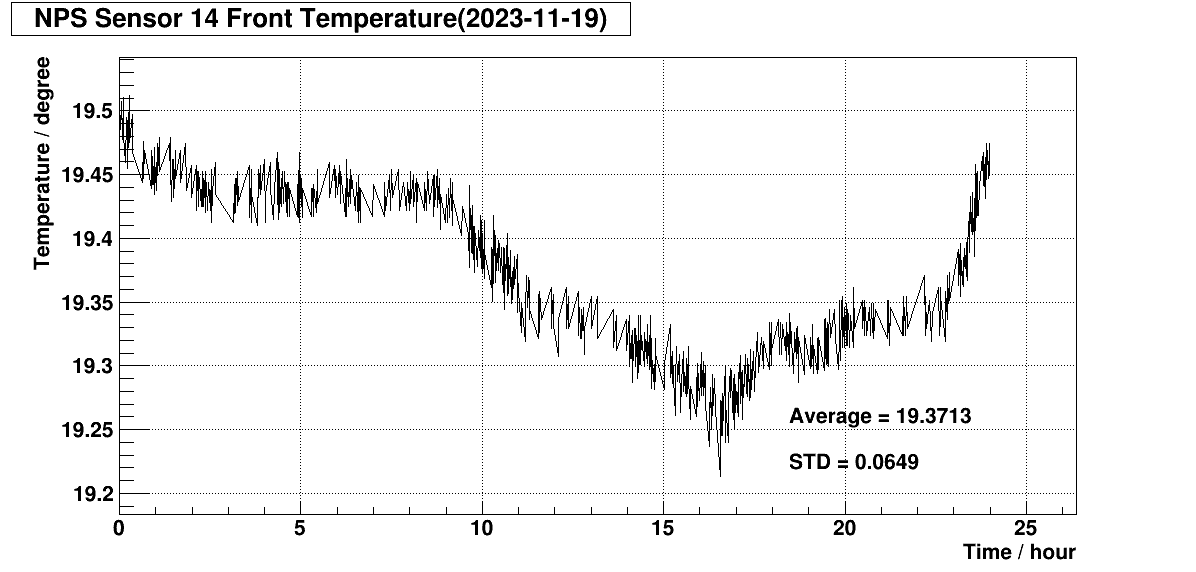 NPS Sensor 14 Front Temperature(2023-11-19)
Temperature / degree
19.5
19.45
19.4
19.35
19.3
19.25
19.2
Average = 19.3713
STD = 0.0649
0 5 10 15 20 25
Time / hour